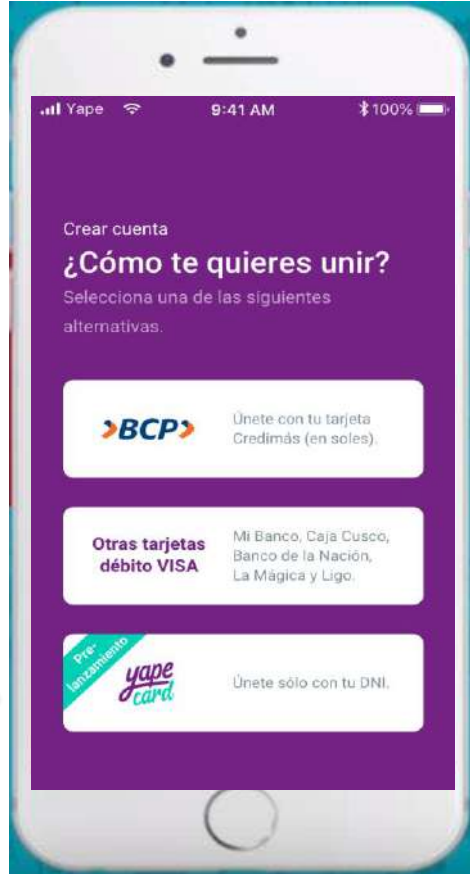 Yape
9:41 AM
100%
Crear cuenta
¿Cómo te quieres unir?
Selecciona una de las siguientes
alternativas.
BCP
Únete con tu tarjeta
Credimás (en soles).
Otras tarjetas
débito VISA
Mi Banco, Caja Cusco,
Banco de la Nación,
La Mágica y Ligo.
Pre-
lanzamiento
yape
card
Únete sólo con tu DNI.